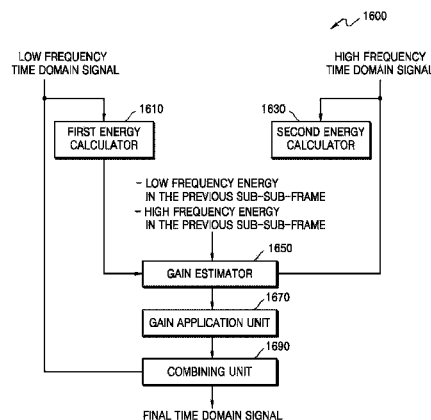 1600
LOW FREQUENCY
TIME DOMAIN SIGNAL
HIGH FREQUENCY
TIME DOMAIN SIGNAL
1610
FIRST ENERGY
CALCULATOR
1630
SECOND ENERGY
CALCULATOR
- LOW FREQUENCY ENERGY
IN THE PREVIOUS SUB-SUB-FRAME
- HIGH FREQUENCY ENERGY
IN THE PREVIOUS SUB-SUB-FRAME
1650
GAIN ESTIMATOR
1670
GAIN APPLICATION UNIT
1690
COMBINING UNIT
FINAL TIME DOMAIN SIGNAL